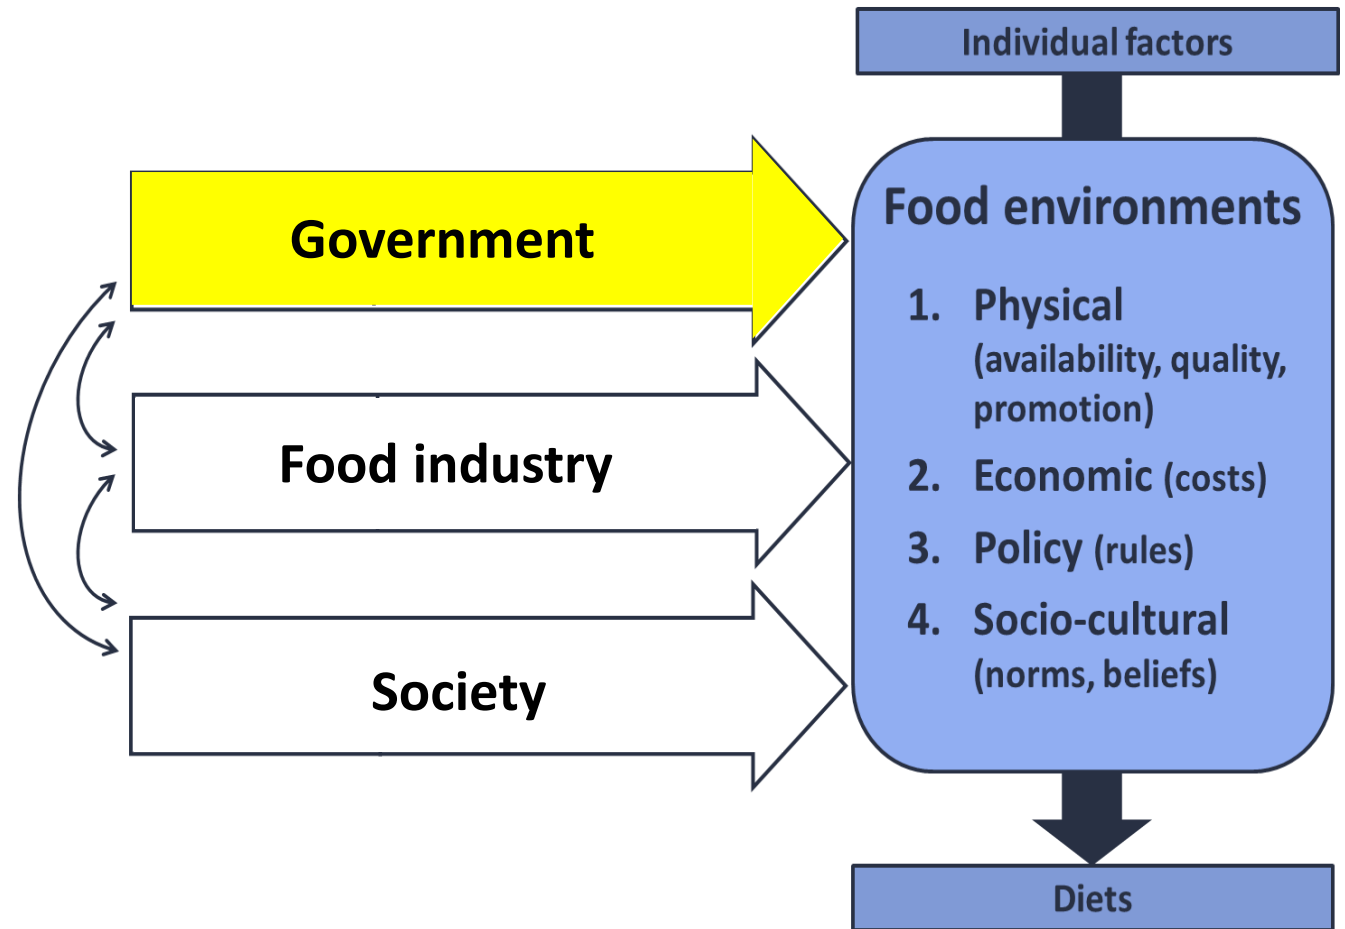 Individual factors
Government
Food industry
Society
Food environments
1. Physical
(availability, quality,
promotion)
2. Economic (costs)
3. Policy (rules)
4. Socio-cultural
(norms, beliefs)
Diets